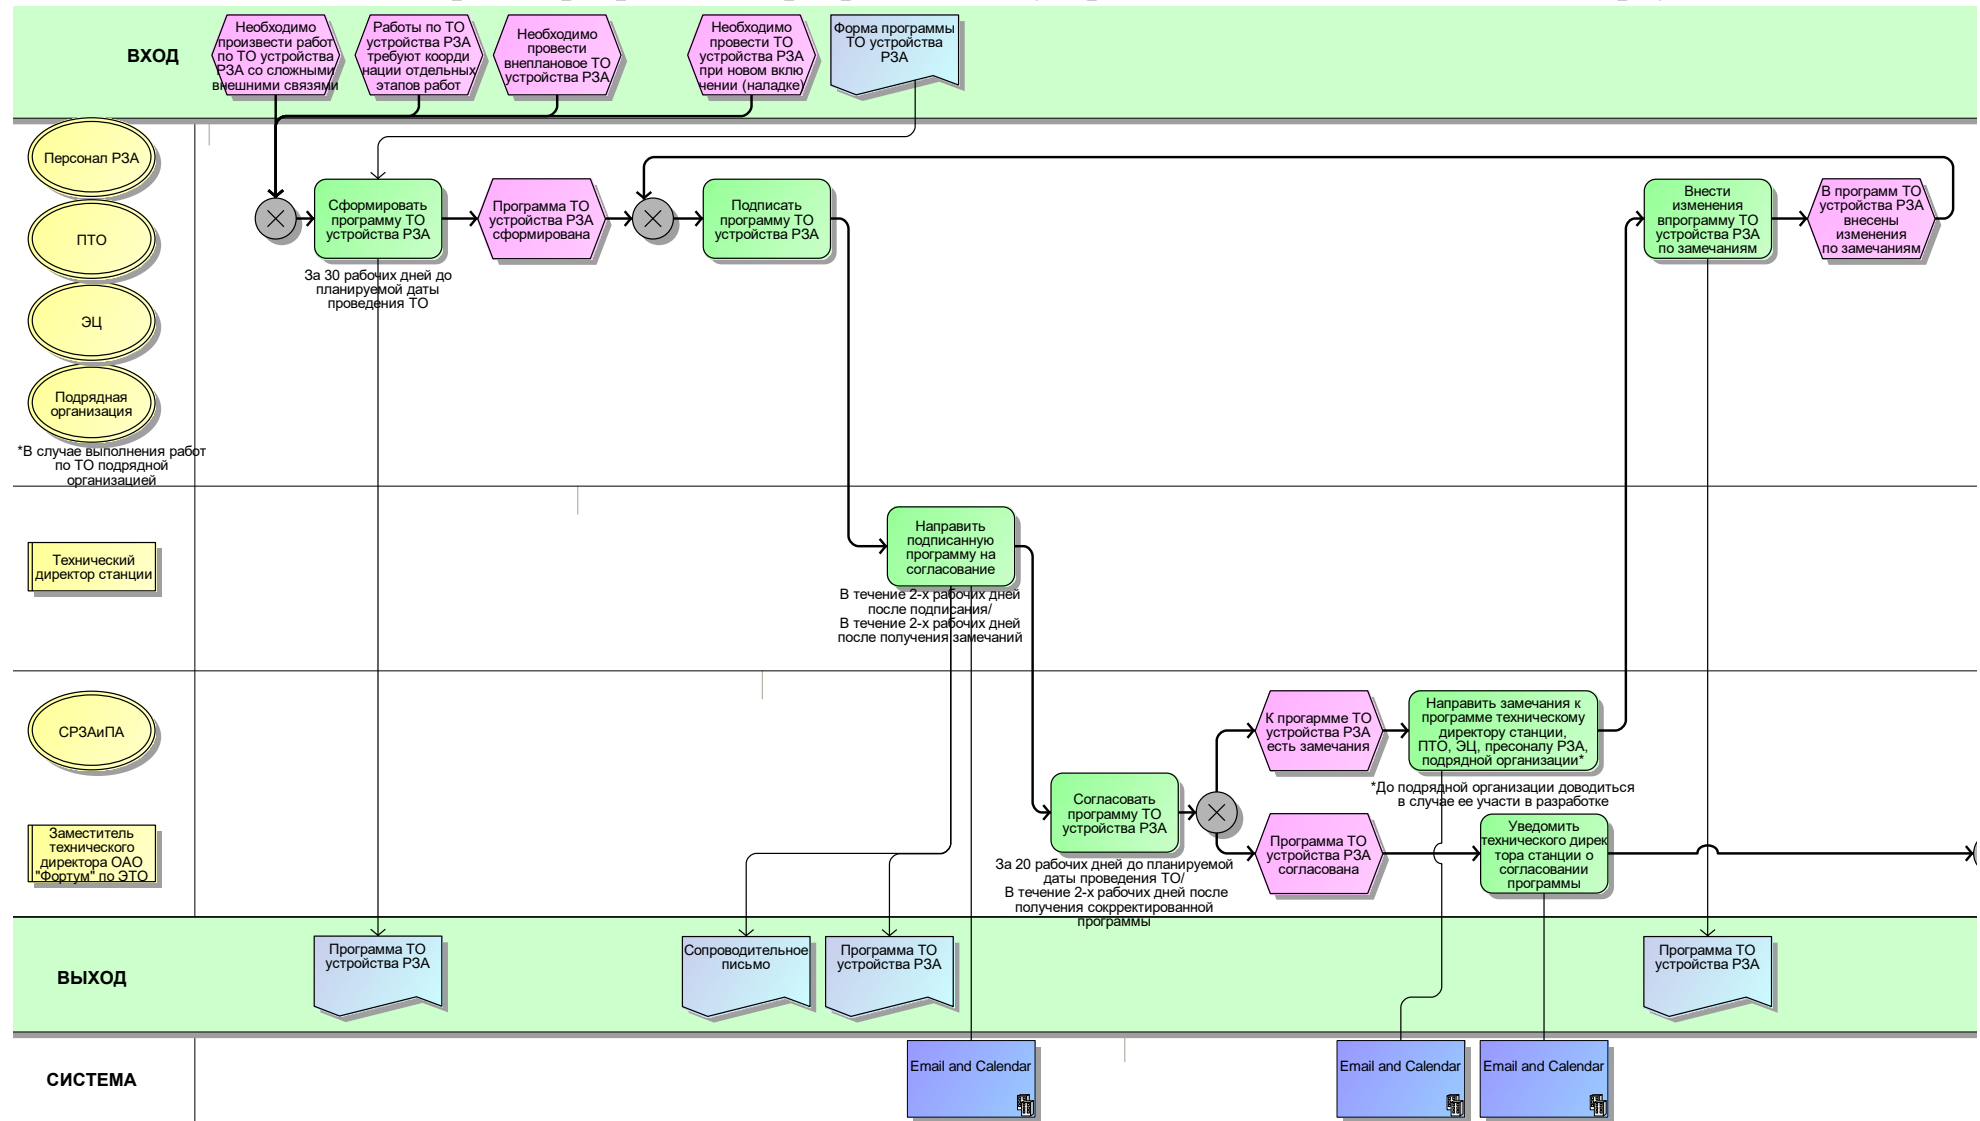 ВХОД
Необходимо
произвести работ
по ТО устройства
РЗА со сложными
внешними связями
Работы по ТО
устройства РЗА
требуют коорди
нации отдельных
этапов работ
Необходимо
провести
внеплановое ТО
устройства РЗА
Необходимо
провести ТО
устройства РЗА
при новом вклю
чении (наладке)
Форма программы
ТО устройства
РЗА
Персонал РЗА
ПТО
ЭЦ
Подрядная
организация
*В случае выполнения работ
по ТО подрядной
организацией
Сформировать
программу ТО
устройства РЗА
За 30 рабочих дней до
планируемой даты
проведения ТО
Программа ТО
устройства РЗА
сформирована
Подписать
программу ТО
устройства РЗА
Внести
изменения
впрограмму ТО
устройства РЗА
по замечаниям
В программ ТО
устройства РЗА
внесены
изменения
по замечаниям
Технический
директор станции
Направить
подписанную
программу на
согласование
В течение 2-х рабочих дней
после подписания/
В течение 2-х рабочих дней
после получения замечаний
СРЗАиПА
Заместитель
технического
директора ОАО
"Фортум" по ЭТО
Согласовать
программу ТО
устройства РЗА
За 20 рабочих дней до планируемой
даты проведения ТО/
В течение 2-х рабочих дней после
получения сокрректированной
программы
К прогармме ТО
устройства РЗА
есть замечания
Направить замечания к
программе техническому
директору станции,
ПТО, ЭЦ, пресоналу РЗА,
подрядной организации*
*До подрядной организации доводиться
в случае ее участи в разработке
Программа ТО
устройства РЗА
согласована
Уведомить
технического дирек
тора станции о
согласовании
программы
ВЫХОД
Программа ТО
устройства РЗА
Сопроводительное
письмо
Программа ТО
устройства РЗА
Программа ТО
устройства РЗА
СИСТЕМА
Email and Calendar
Email and Calendar
Email and Calendar